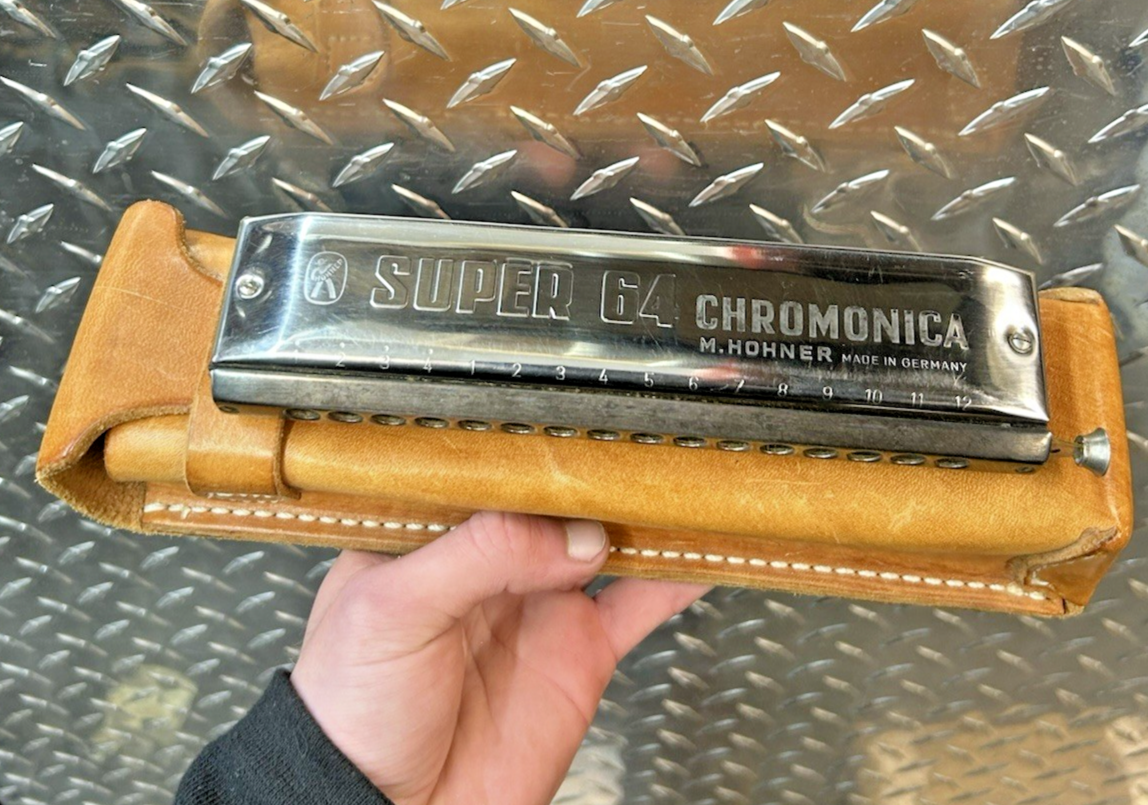 SUPER 64 CHROMONICA
M. HOHNER MADE IN GERMANY
1 2 3 4 1 2 3 4 5 6 7 8 9 10 11 12